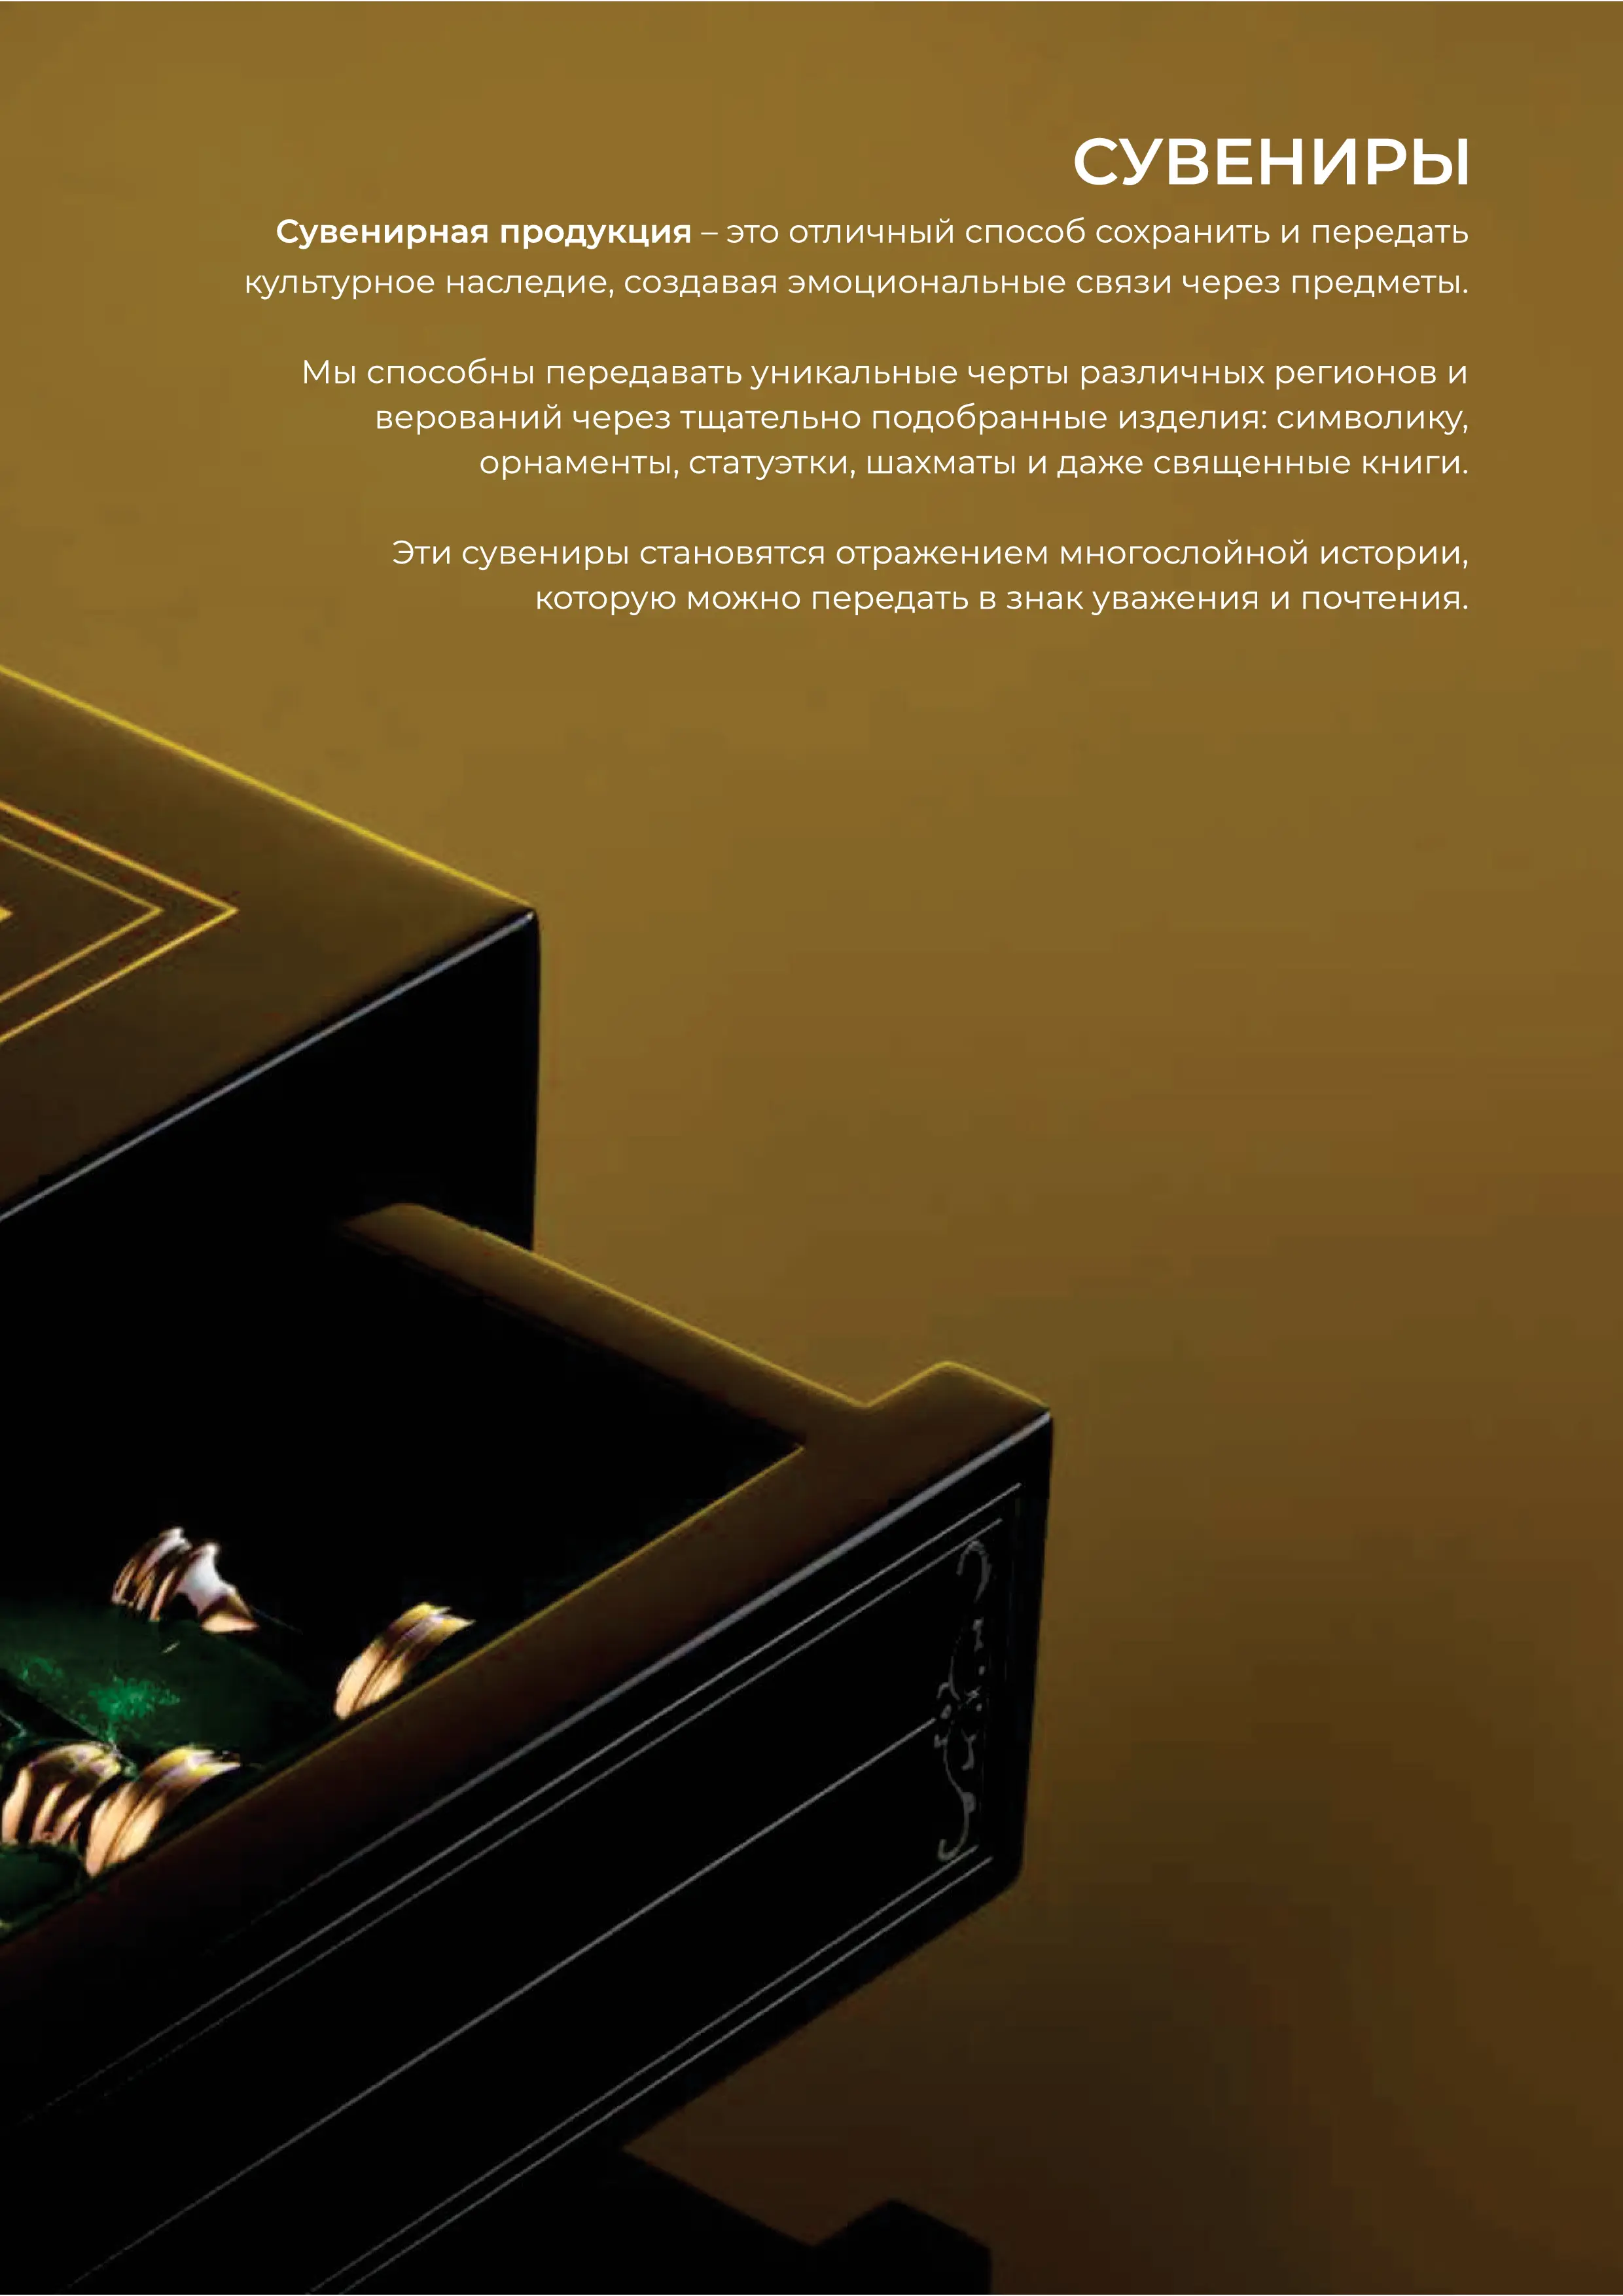 СУВЕНИРЫ
Сувенирная продукция – это отличный способ сохранить и передать
культурное наследие, создавая эмоциональные связи через предметы.
Мы способны передавать уникальные черты различных регионов и
верований через тщательно подобранные изделия: символику,
орнаменты, статуэтки, шахматы и даже священные книги.
Эти сувениры становятся отражением многослойной истории,
которую можно передать в знак уважения и почтения.